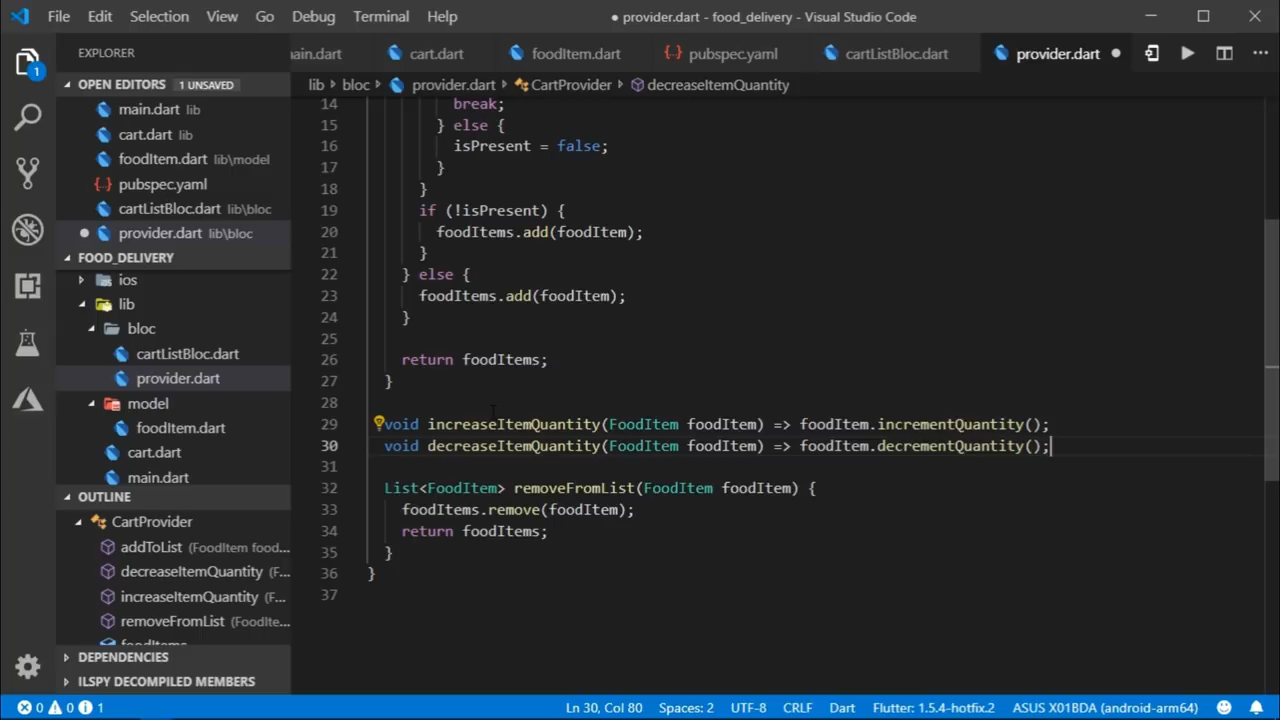 File Edit Selection View Go Debug Terminal Help
● provider.dart - food_delivery - Visual Studio Code
EXPLORER
OPEN EDITORS 1 UNSAVED
main.dart lib
cart.dart lib
foodItem.dart lib\model
{..} pubspec.yaml
cartListBloc.dart lib\bloc
provider.dart lib\bloc
FOOD_DELIVERY
ios
lib
bloc
cartListBloc.dart
provider.dart
model
foodItem.dart
cart.dart
main.dart
OUTLINE
CartProvider
addToList (FoodItem food...
decreaseItemQuantity (F...
increaseItemQuantity (F...
removeFromList (FoodIte...
foodItems
DEPENDENCIES
ILSPY DECOMPILED MEMBERS
1
ain.dart cart.dart foodItem.dart {..} pubspec.yaml cartListBloc.dart provider.dart
lib › bloc › provider.dart › CartProvider › decreaseItemQuantity
14 break;
15 } else {
16 isPresent = false;
17 }
18 }
19 if (!isPresent) {
20 foodItems.add(foodItem);
21 }
22 } else {
23 foodItems.add(foodItem);
24 }
25
26 return foodItems;
27 }
28
29 void increaseItemQuantity(FoodItem foodItem) => foodItem.incrementQuantity();
30 void decreaseItemQuantity(FoodItem foodItem) => foodItem.decrementQuantity();
31
32 List<FoodItem> removeFromList(FoodItem foodItem) {
33 foodItems.remove(foodItem);
34 return foodItems;
35 }
36 }
37
0 0 1 Ln 30, Col 80 Spaces: 2 UTF-8 CRLF Dart Flutter: 1.5.4-hotfix.2 ASUS X01BDA (android-arm64)